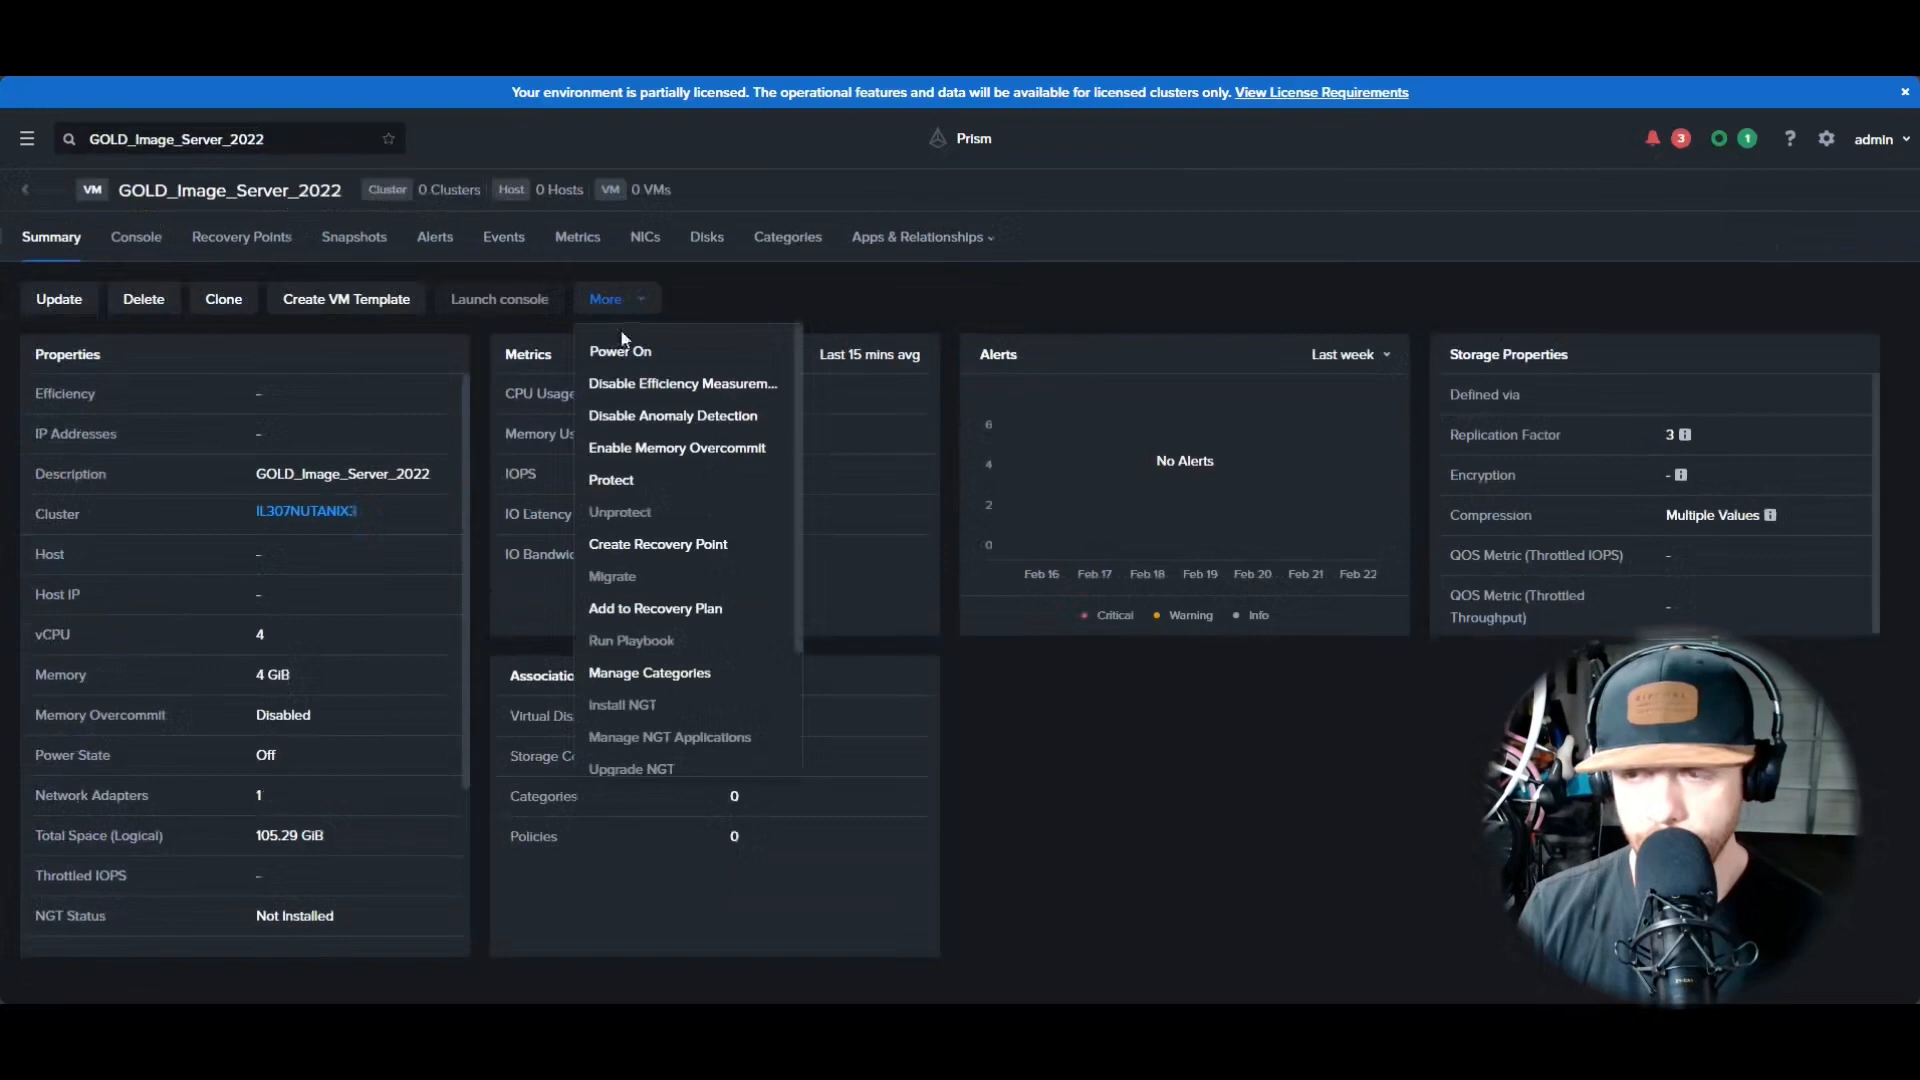 Your environment is partially licensed. The operational features and data will be available for licensed clusters only. View License Requirements
GOLD_Image_Server_2022
Prism
3
1
?
admin
VM GOLD_Image_Server_2022 Cluster 0 Clusters Host 0 Hosts VM 0 VMs
Summary Console Recovery Points Snapshots Alerts Events Metrics NICs Disks Categories Apps & Relationships
Update Delete Clone Create VM Template Launch console More
Properties
Efficiency -
IP Addresses -
Description GOLD_Image_Server_2022
Cluster
Host -
Host IP -
vCPU 4
Memory 4 GiB
Memory Overcommit Disabled
Power State Off
Network Adapters 1
Total Space (Logical) 105.29 GiB
Throttled IOPS -
NGT Status Not Installed
Metrics Last 15 mins avg
CPU Usage
Memory Us
IOPS
IO Latency
IO Bandwic
Power On
Disable Efficiency Measurem...
Disable Anomaly Detection
Enable Memory Overcommit
Protect
Unprotect
Create Recovery Point
Migrate
Add to Recovery Plan
Run Playbook
Manage Categories
Install NGT
Manage NGT Applications
Upgrade NGT
Associatio
Virtual Dis
Storage Co
Categories 0
Policies 0
Alerts Last week
6
4
2
0
No Alerts
Feb 16 Feb 17 Feb 18 Feb 19 Feb 20 Feb 21 Feb 22
Critical Warning Info
Storage Properties
Defined via
Replication Factor 3
Encryption -
Compression Multiple Values
QOS Metric (Throttled IOPS) -
QOS Metric (Throttled
Throughput) -